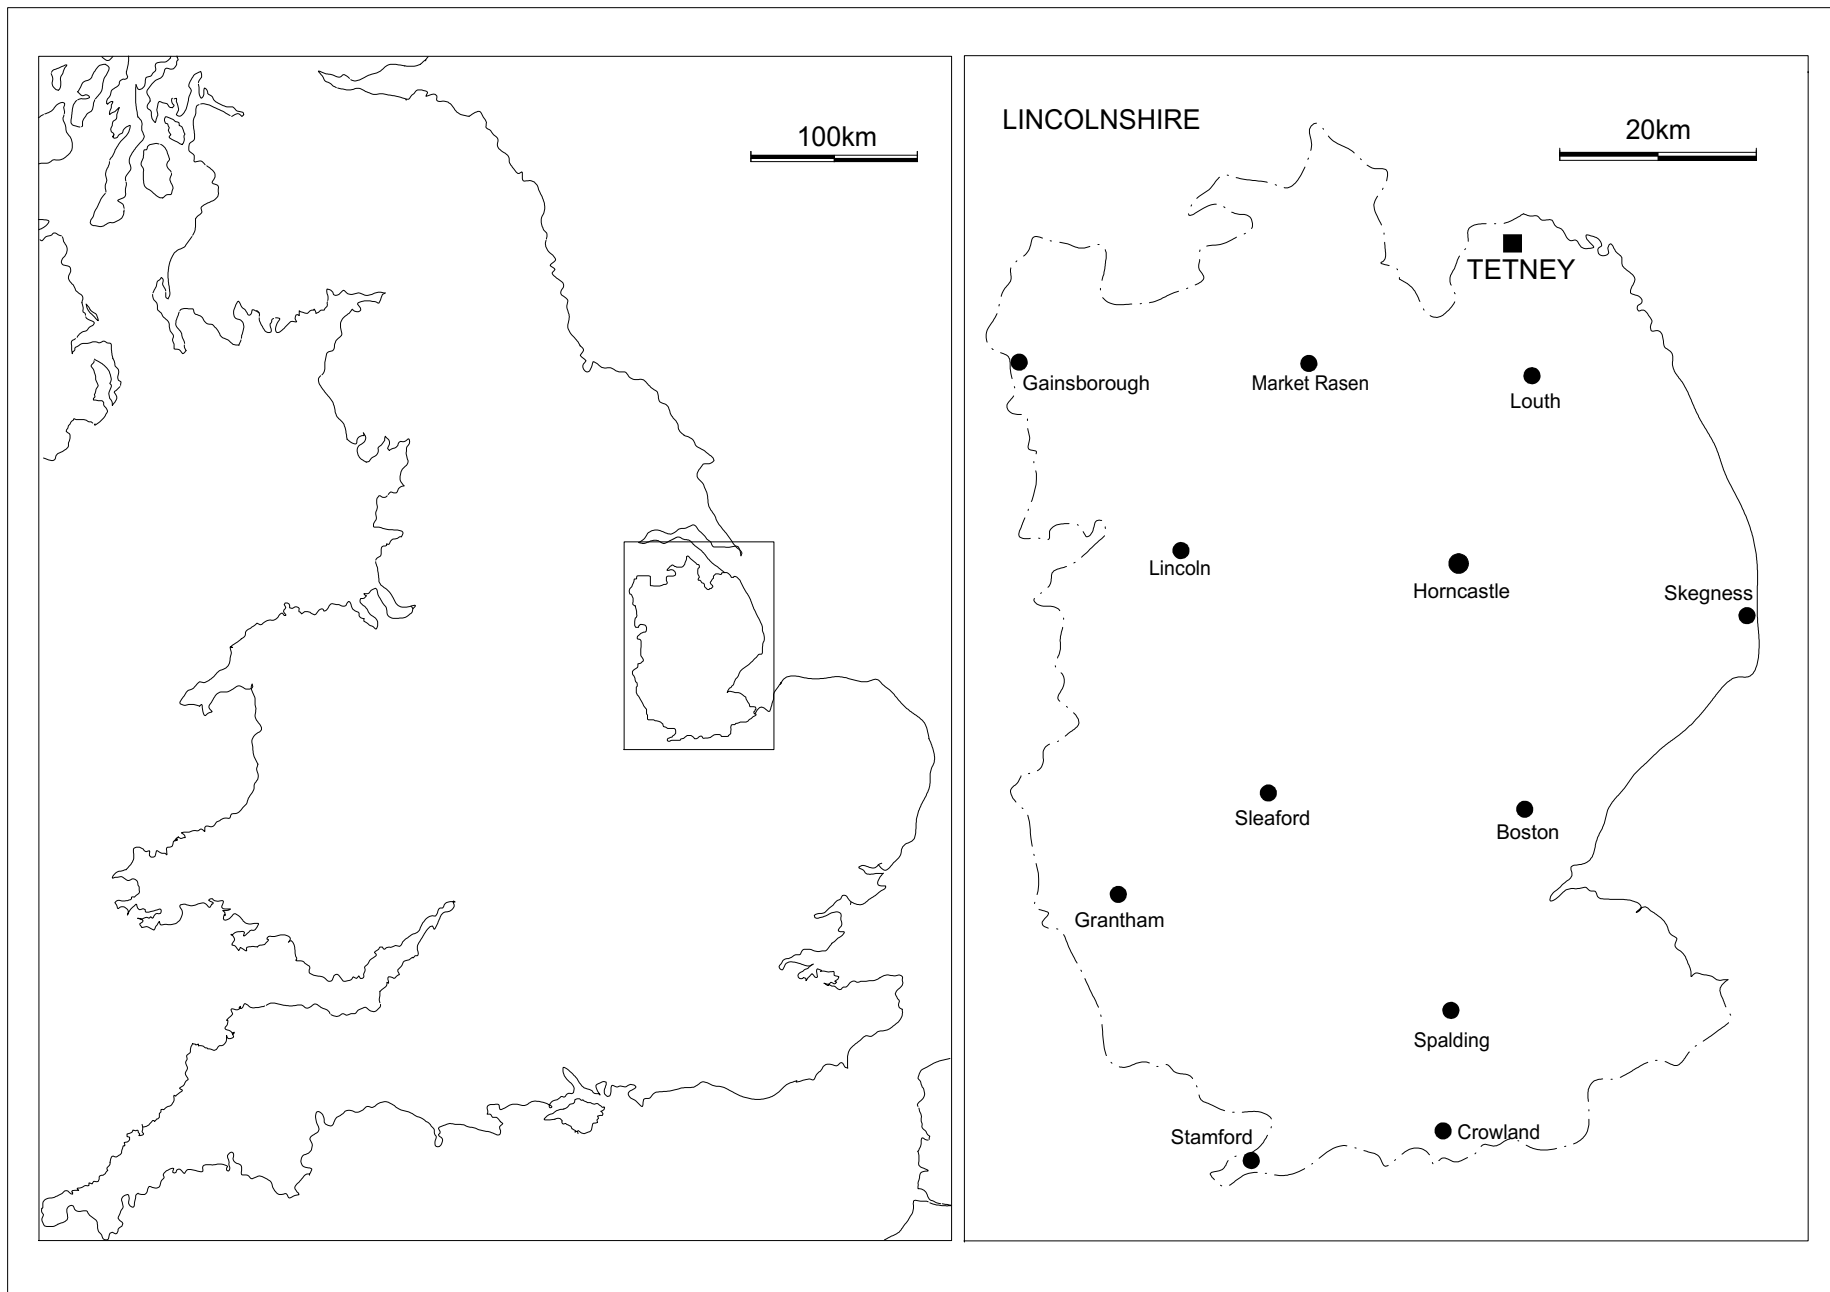 100km
LINCOLNSHIRE
20km
TETNEY
Gainsborough
Market Rasen
Louth
Lincoln
Horncastle
Skegness
Sleaford
Boston
Grantham
Spalding
Stamford
Crowland